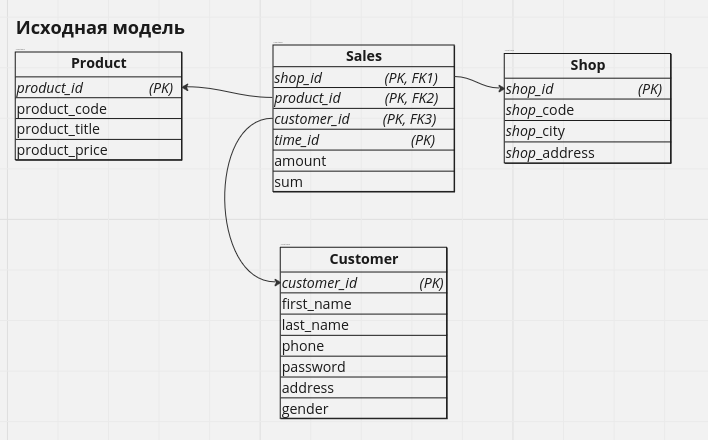 Исходная модель
Product
product_id (PK)
product_code
product_title
product_price
Sales
shop_id (PK, FK1)
product_id (PK, FK2)
customer_id (PK, FK3)
time_id (PK)
amount
sum
Shop
shop_id (PK)
shop_code
shop_city
shop_address
Customer
customer_id (PK)
first_name
last_name
phone
password
address
gender